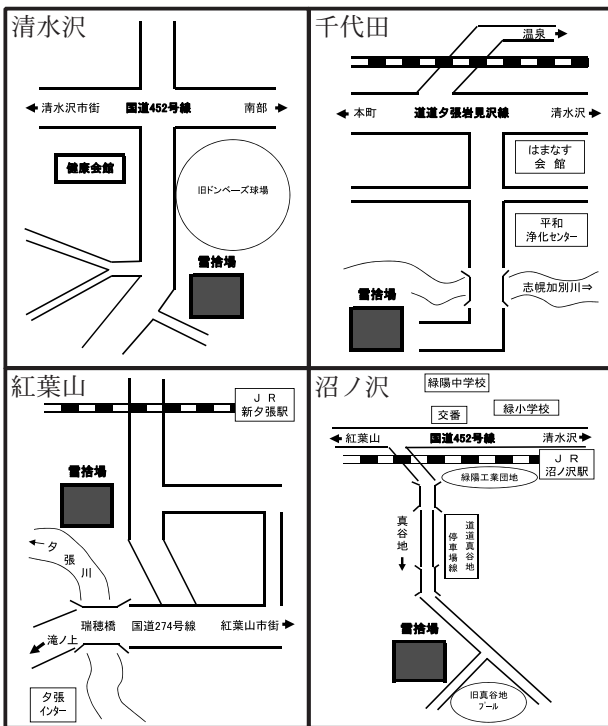 清水沢
清水沢市街
国道452号線
南部
健康会館
旧ドンペーズ球場
雪捨場
千代田
温泉
本町
道道夕張岩見沢線
清水沢
はまなす
会館
平和
浄化センター
志幌加別川⇒
雪捨場
紅葉山
ＪＲ
新夕張駅
雪捨場
夕張川
瑞穂橋
国道274号線
紅葉山市街
滝ノ上
夕張
インター
沼ノ沢
緑陽中学校
交番
緑小学校
紅葉山
国道452号線
清水沢
ＪＲ
沼ノ沢駅
緑陽工業団地
真谷地
道道真谷地
停車場線
雪捨場
旧真谷地
プール